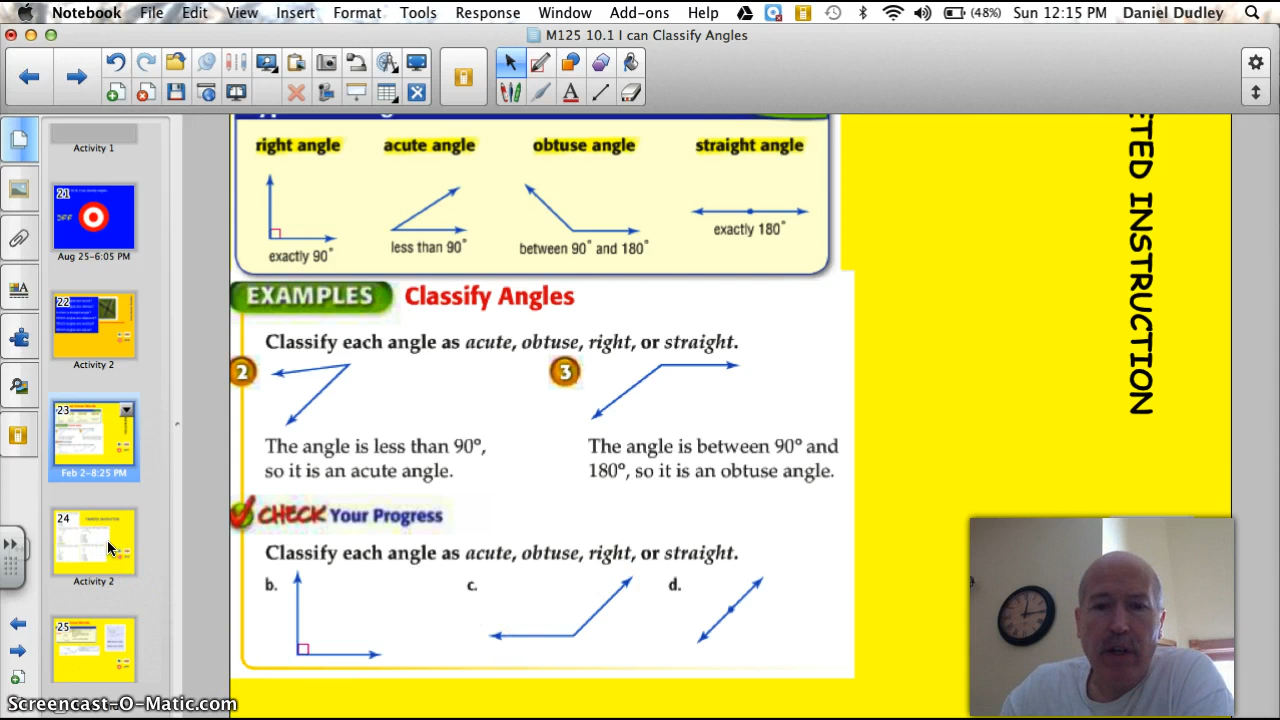 Notebook File Edit View Insert Format Tools Response Window Add-ons Help (48%) Sun 12:15 PM Daniel Dudley
M125 10.1 I can Classify Angles
Activity 1
21
Aug 25-6:05 PM
22
Activity 2
23
Feb 2-8:25 PM
24
Activity 2
25
right angle acute angle obtuse angle straight angle
exactly 90° less than 90° between 90° and 180° exactly 180°
EXAMPLES Classify Angles
Classify each angle as acute, obtuse, right, or straight.
2 3
The angle is less than 90°,
so it is an acute angle.
The angle is between 90° and
180°, so it is an obtuse angle.
CHECK Your Progress
Classify each angle as acute, obtuse, right, or straight.
b. c. d.
ETED INSTRUCTION
Screencast-O-Matic.com